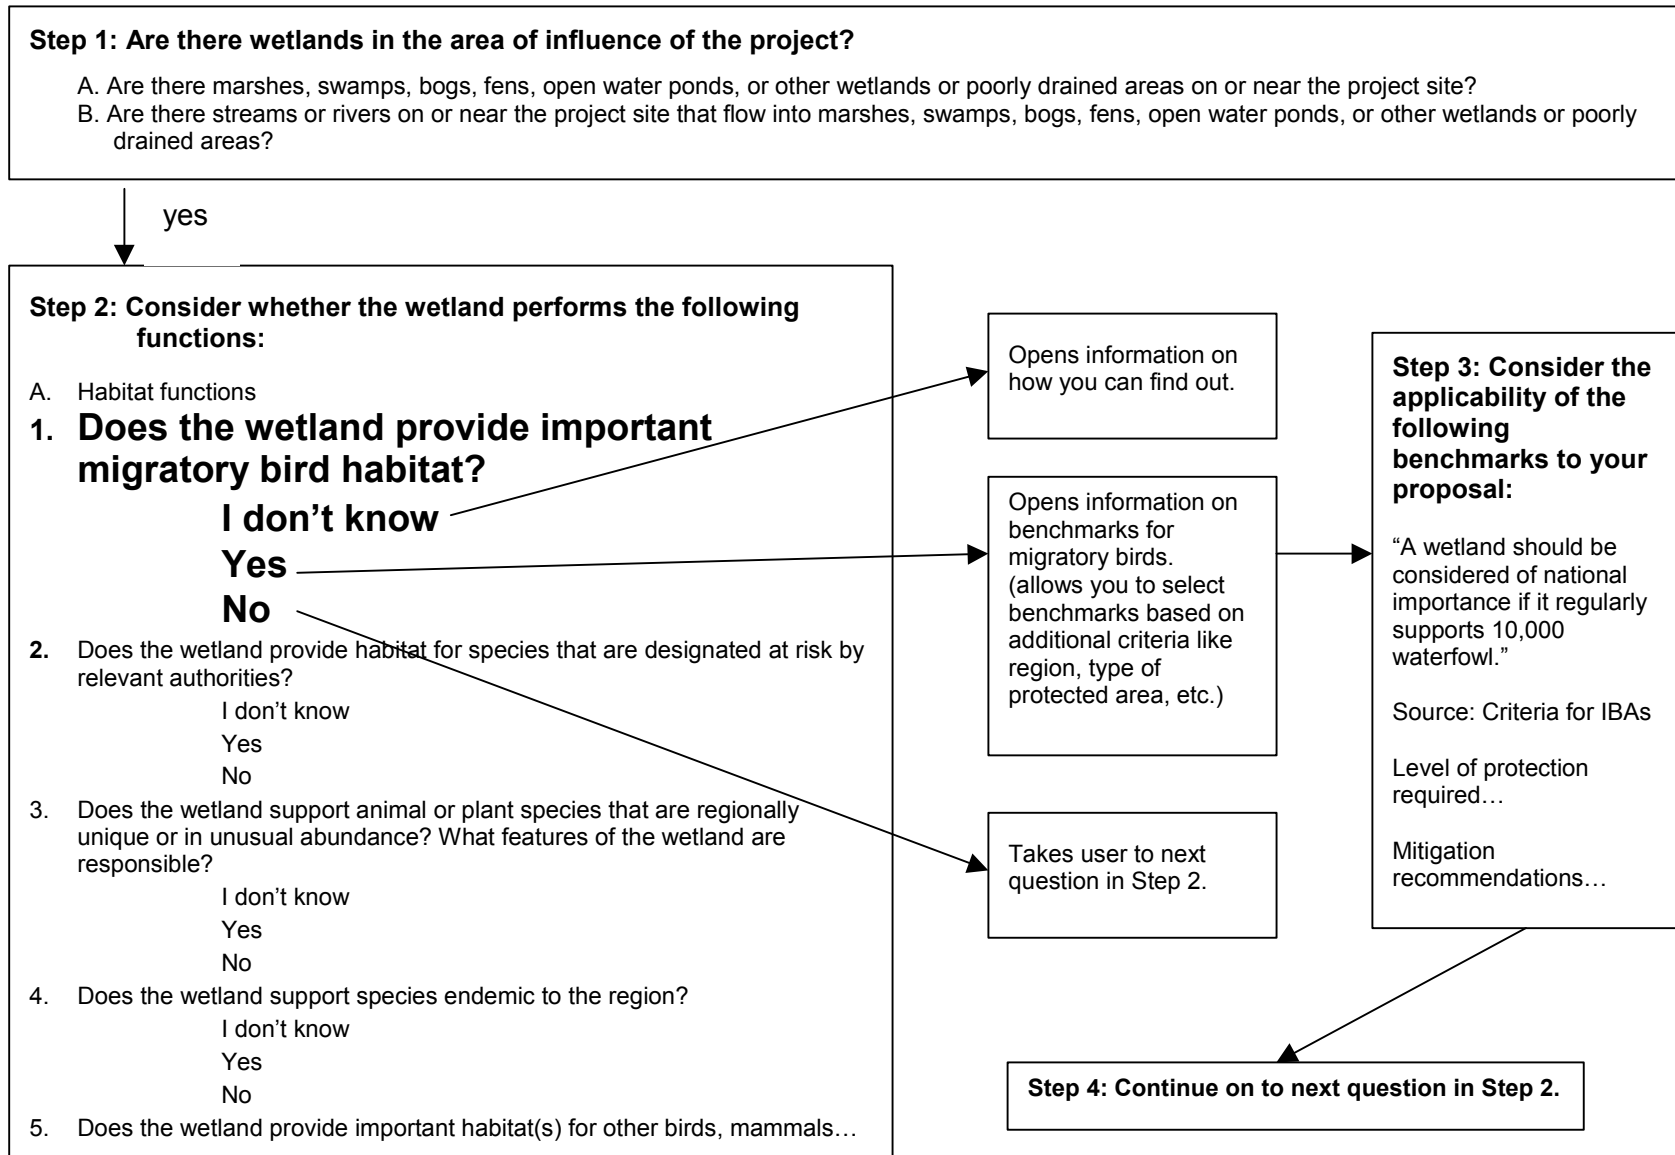 Step 1: Are there wetlands in the area of influence of the project?
A. Are there marshes, swamps, bogs, fens, open water ponds, or other wetlands or poorly drained areas on or near the project site?
B. Are there streams or rivers on or near the project site that flow into marshes, swamps, bogs, fens, open water ponds, or other wetlands or poorly
drained areas?
yes
Step 2: Consider whether the wetland performs the following
functions:
A. Habitat functions
1. Does the wetland provide important
migratory bird habitat?
I don’t know
Yes
No
2. Does the wetland provide habitat for species that are designated at risk by
relevant authorities?
I don’t know
Yes
No
3. Does the wetland support animal or plant species that are regionally
unique or in unusual abundance? What features of the wetland are
responsible?
I don’t know
Yes
No
4. Does the wetland support species endemic to the region?
I don’t know
Yes
No
5. Does the wetland provide important habitat(s) for other birds, mammals…
Opens information on
how you can find out.
Opens information on
benchmarks for
migratory birds.
(allows you to select
benchmarks based on
additional criteria like
region, type of
protected area, etc.)
Takes user to next
question in Step 2.
Step 3: Consider the
applicability of the
following
benchmarks to your
proposal:
“A wetland should be
considered of national
importance if it regularly
supports 10,000
waterfowl.”
Source: Criteria for IBAs
Level of protection
required…
Mitigation
recommendations…
Step 4: Continue on to next question in Step 2.